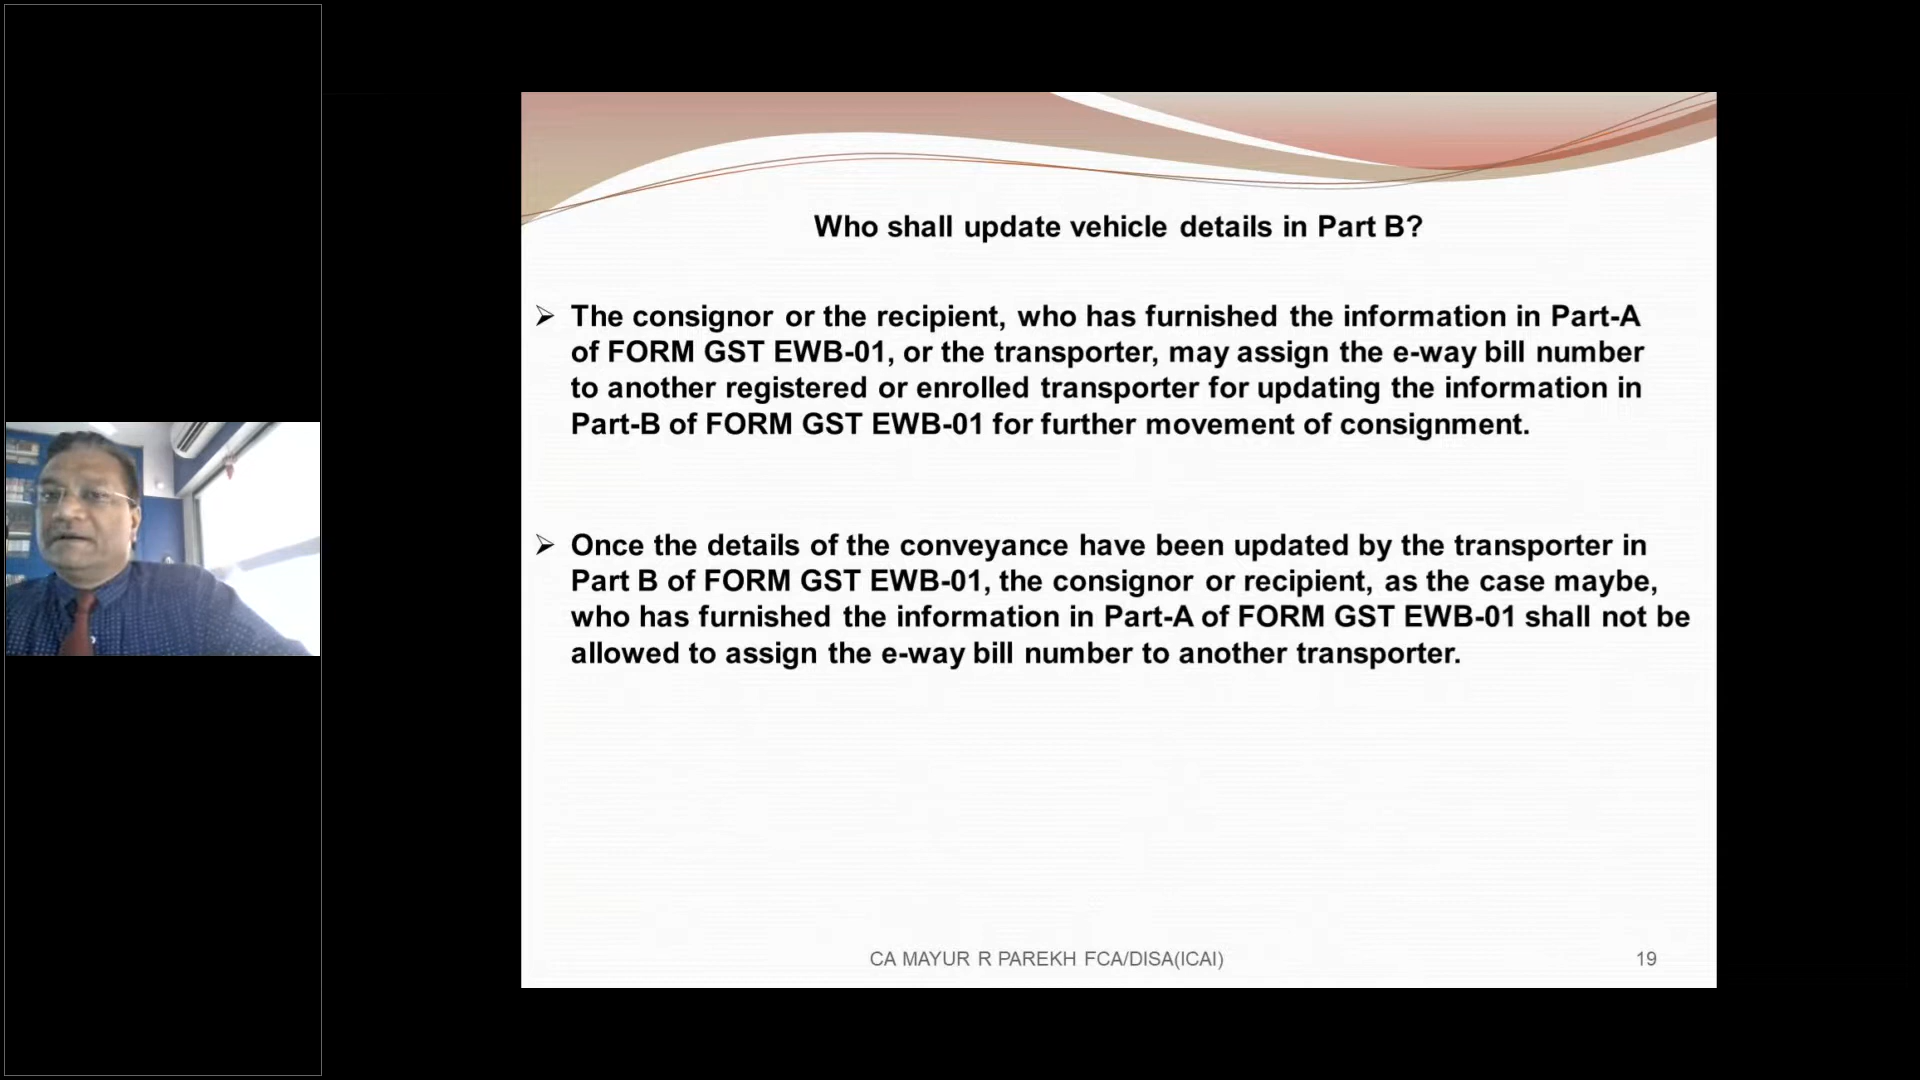 Who shall update vehicle details in Part B?
➢ The consignor or the recipient, who has furnished the information in Part-A
of FORM GST EWB-01, or the transporter, may assign the e-way bill number
to another registered or enrolled transporter for updating the information in
Part-B of FORM GST EWB-01 for further movement of consignment.
➢ Once the details of the conveyance have been updated by the transporter in
Part B of FORM GST EWB-01, the consignor or recipient, as the case maybe,
who has furnished the information in Part-A of FORM GST EWB-01 shall not be
allowed to assign the e-way bill number to another transporter.
CA MAYUR R PAREKH FCA/DISA(ICAI)
19